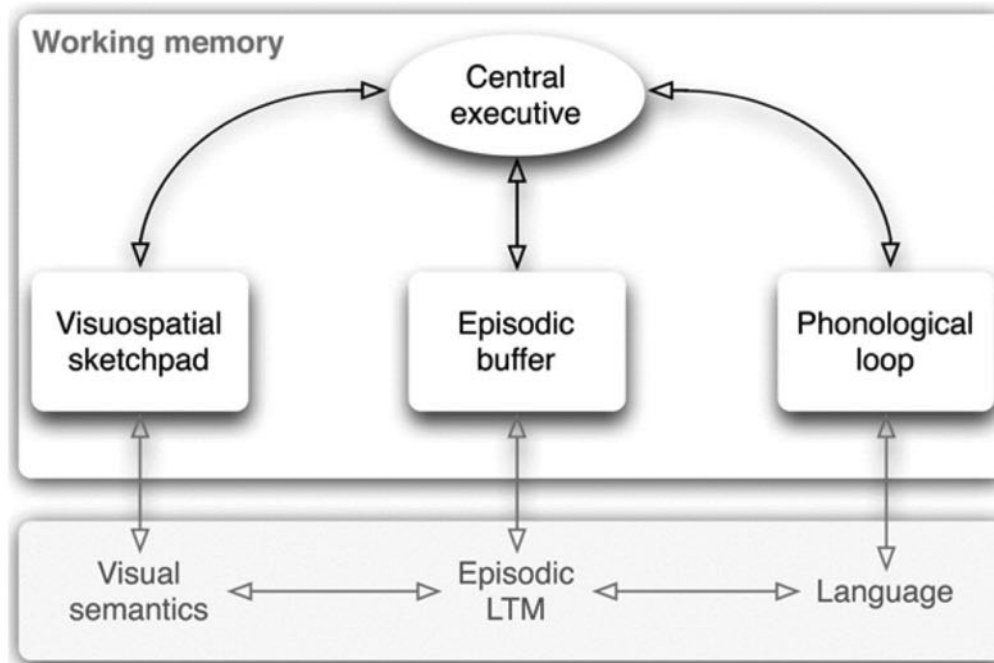 Working memory
Central
executive
Visuospatial
sketchpad
Episodic
buffer
Phonological
loop
Visual
semantics
Episodic
LTM
Language